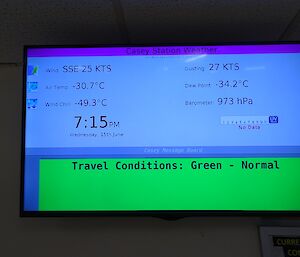 Casey Station Weather
Wind SSE 25 KTS
Gusting 27 KTS
Air Temp -30.7°C
Dew Point -34.2°C
Wind Chill -49.3°C
Barometer 973 hPa
7:15PM
Wednesday, 15th June
UV
No Data
Casey Message Board
Travel Conditions: Green - Normal
CURRE